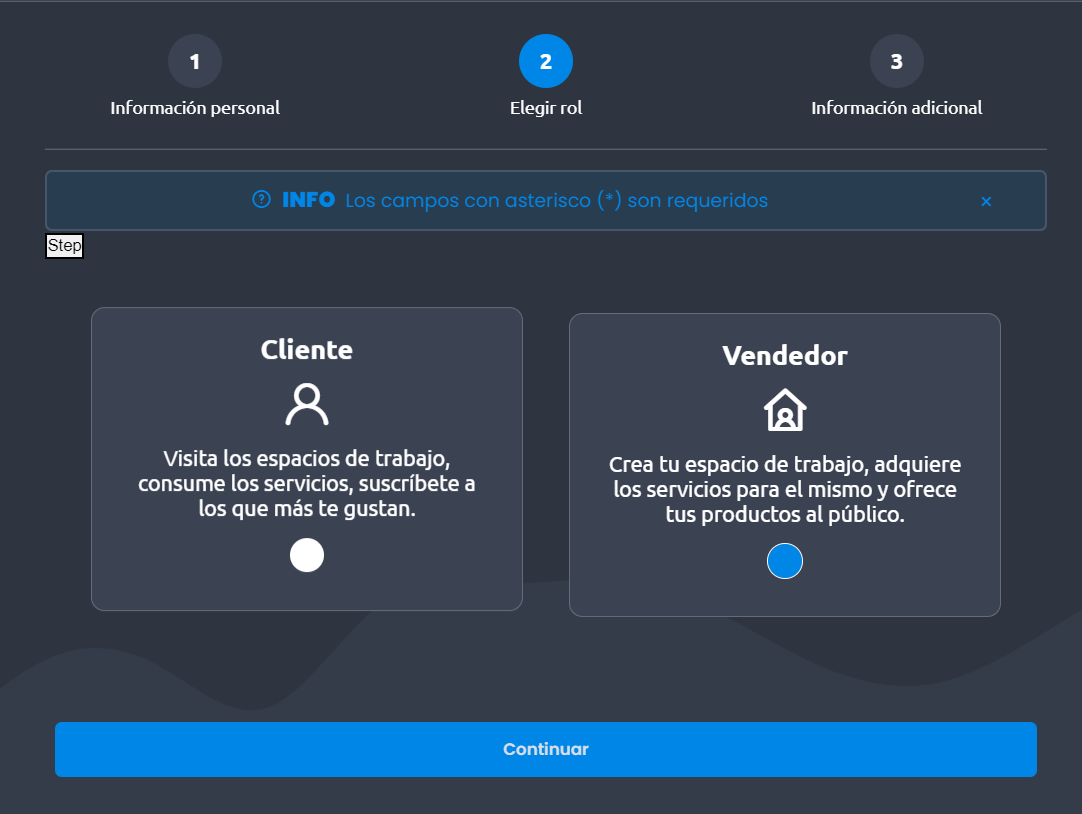 1
2
3
Información personal
Elegir rol
Información adicional
INFO Los campos con asterisco (*) son requeridos ×
Step
Cliente
Visita los espacios de trabajo,
consume los servicios, suscríbete a
los que más te gustan.
Vendedor
Crea tu espacio de trabajo, adquiere
los servicios para el mismo y ofrece
tus productos al público.
Continuar